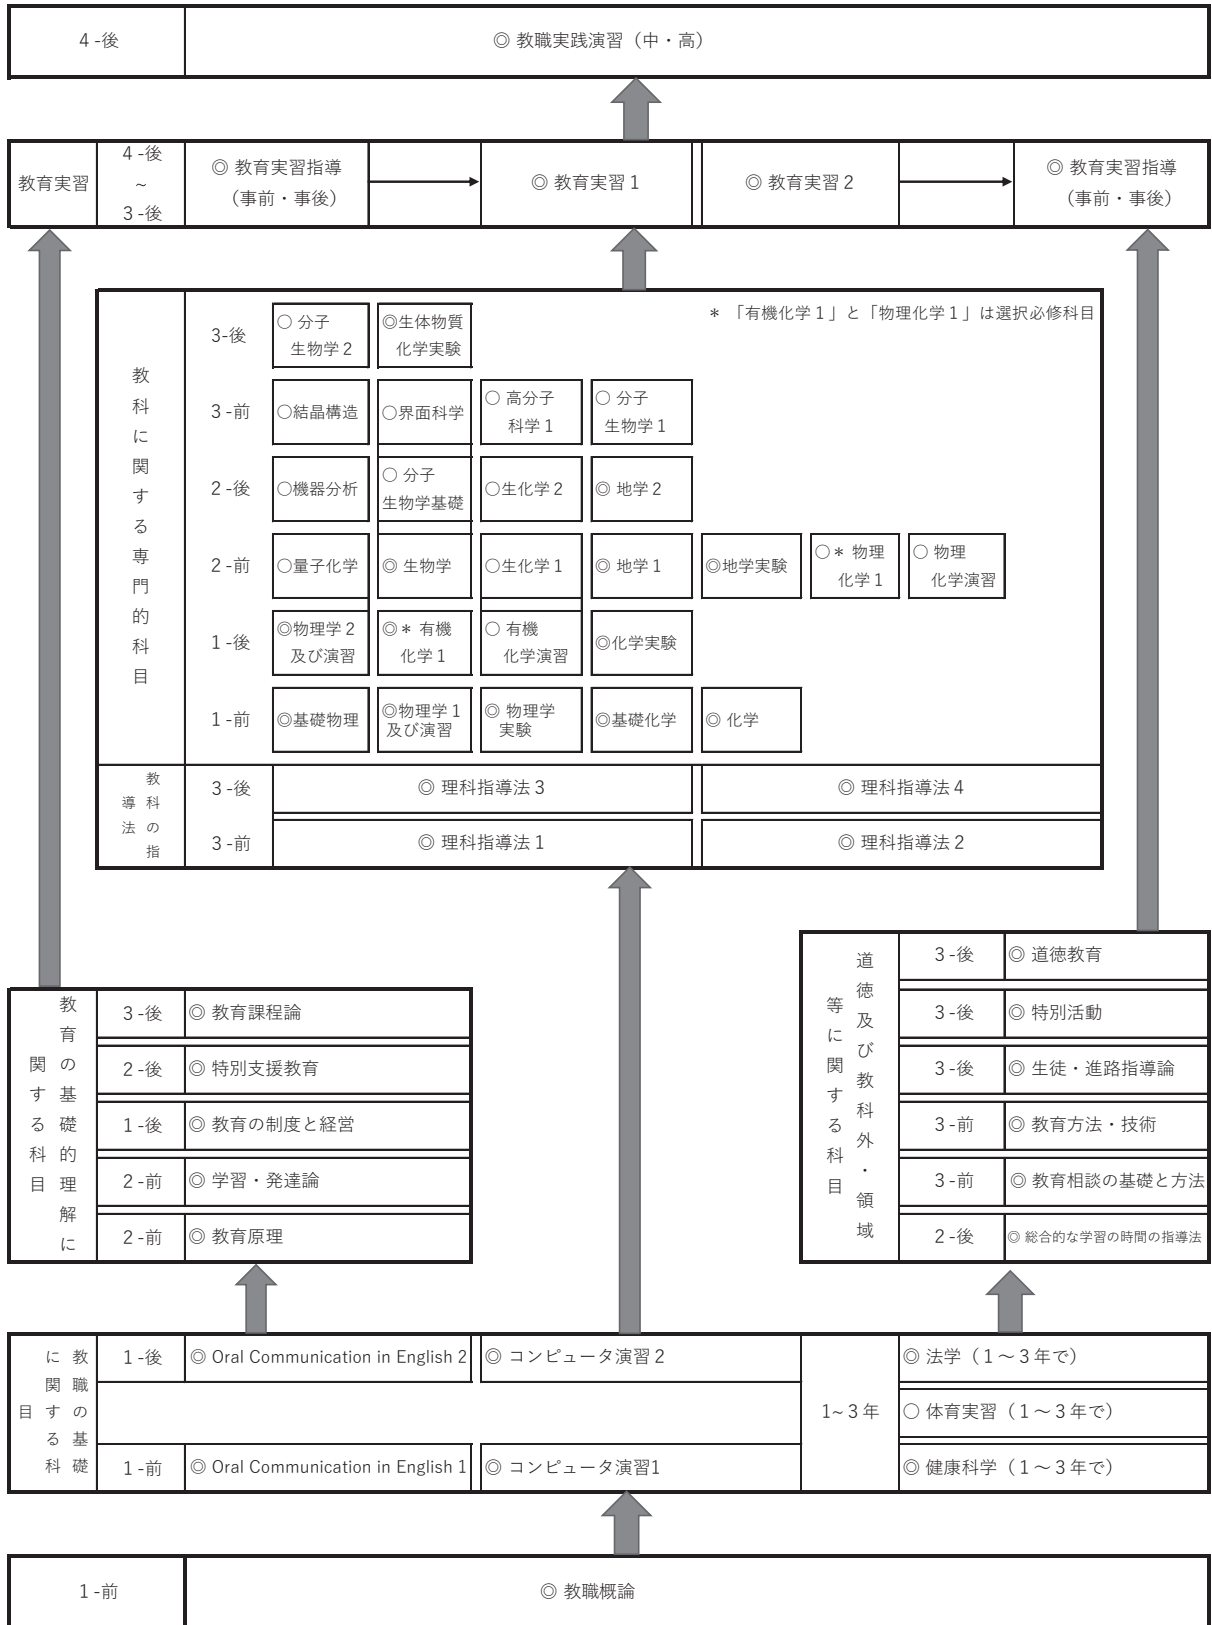 4-後
◎ 教職実践演習（中・高）
教育実習
4-後
~
3-後
◎ 教育実習指導
（事前・事後）
◎ 教育実習1
◎ 教育実習2
◎ 教育実習指導
（事前・事後）
教科に関する専門的科目
＊ 「有機化学1」と「物理化学1」は選択必修科目
3-後
○ 分子
生物学2
◎生体物質
化学実験
3-前
○結晶構造
○界面科学
○ 高分子
科学1
○ 分子
生物学1
2-後
○機器分析
○ 分子
生物学基礎
○生化学2
◎ 地学2
2-前
○量子化学
◎ 生物学
○生化学1
◎ 地学1
◎地学実験
○＊ 物理
化学1
○ 物理
化学演習
1-後
◎物理学2
及び演習
◎＊ 有機
化学1
○ 有機
化学演習
◎化学実験
1-前
◎基礎物理
◎物理学1
及び演習
◎ 物理学
実験
◎基礎化学
◎ 化学
教科の指
導法
3-後
◎ 理科指導法3
◎ 理科指導法4
3-前
◎ 理科指導法1
◎ 理科指導法2
教育の基礎的理解に
関する科目
3-後
◎ 教育課程論
2-後
◎ 特別支援教育
1-後
◎ 教育の制度と経営
2-前
◎ 学習・発達論
2-前
◎ 教育原理
道徳及び教科外・領域
等に関する科目
3-後
◎ 道徳教育
3-後
◎ 特別活動
3-後
◎ 生徒・進路指導論
3-前
◎ 教育方法・技術
3-前
◎ 教育相談の基礎と方法
2-後
◎ 総合的な学習の時間の指導法
教職の基礎
に関する科
目
1-後
◎ Oral Communication in English 2
◎ コンピュータ演習2
1-前
◎ Oral Communication in English 1
◎ コンピュータ演習1
1~3年
◎ 法学（1～3年で）
○ 体育実習（1～3年で）
◎ 健康科学（1～3年で）
1-前
◎ 教職概論